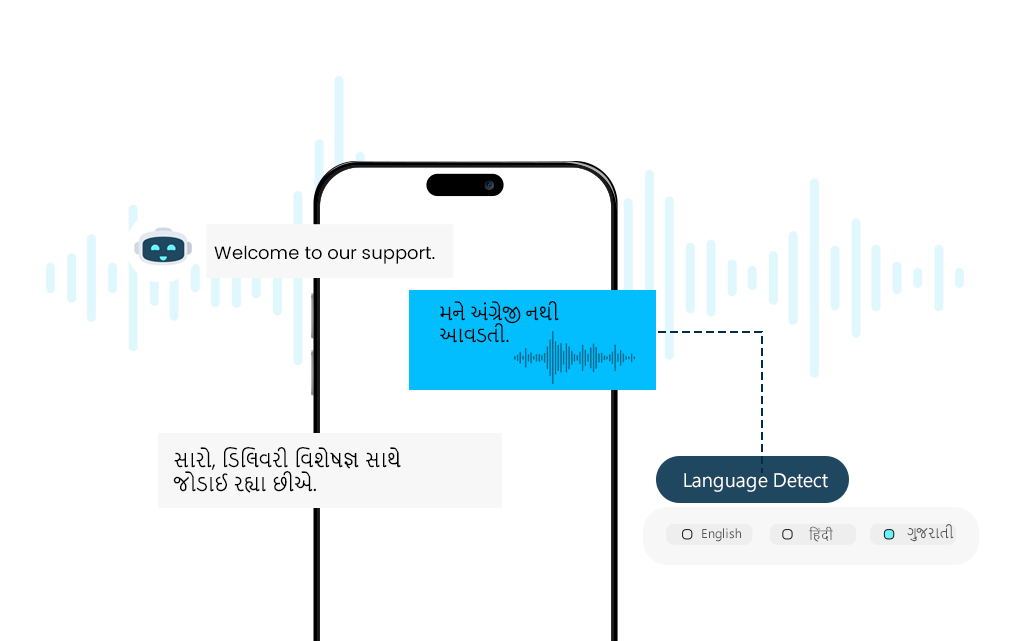 Welcome to our support.
મને અંગ્રેજી નથી
આવડતી.
સારો, ડિલિવરી વિશેષજ્ઞ સાથે
જોડાઈ રહ્યા છીએ.
Language Detect
English
हिंदी
ગુજરાતી